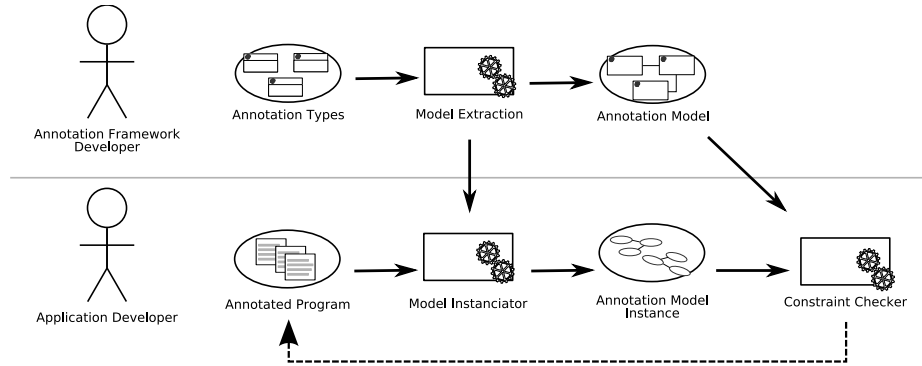 Annotation Types
Model Extraction
Annotation Model
Annotation Framework
Developer
Annotated Program
Model Instanciator
Annotation Model
Instance
Constraint Checker
Application Developer